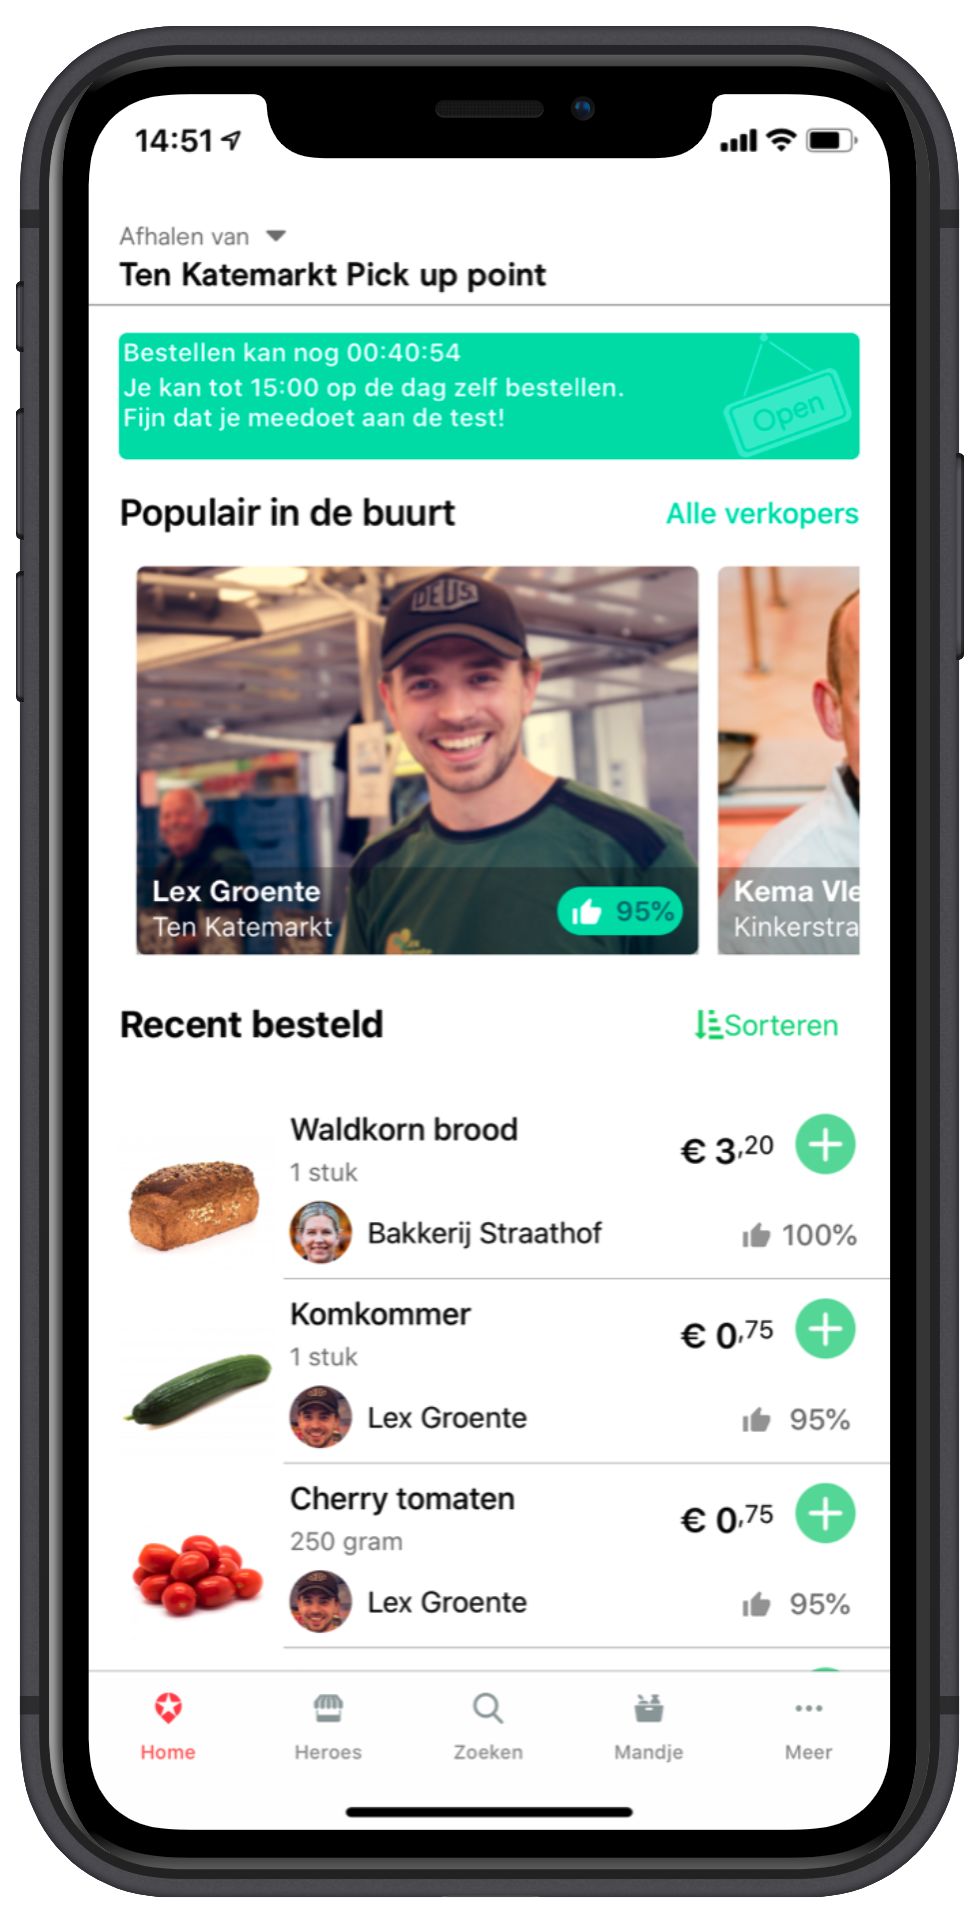 14:51
Afhalen van
Ten Katemarkt Pick up point
Bestellen kan nog 00:40:54
Je kan tot 15:00 op de dag zelf bestellen.
Fijn dat je meedoet aan de test!
Open
Populair in de buurt
Alle verkopers
DEUS
Lex Groente
Ten Katemarkt
95%
Kema Vle
Kinkerstra
Recent besteld
Sorteren
Waldkorn brood
1 stuk
€ 3,20
Bakkerij Straathof
100%
Komkommer
1 stuk
€ 0,75
Lex Groente
95%
Cherry tomaten
250 gram
€ 0,75
Lex Groente
95%
Home
Heroes
Zoeken
Mandje
Meer